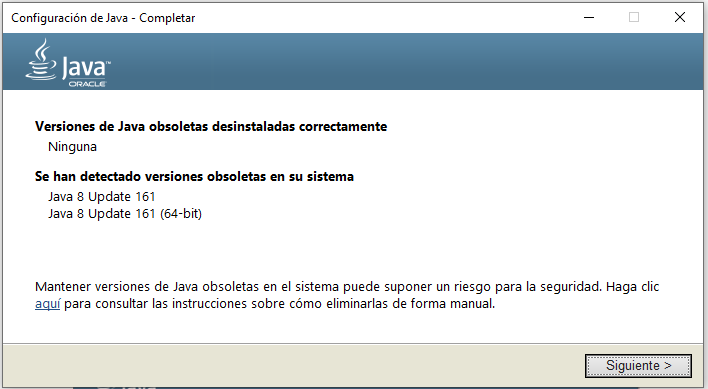 Configuración de Java - Completar
Java
ORACLE
Versiones de Java obsoletas desinstaladas correctamente
Ninguna
Se han detectado versiones obsoletas en su sistema
Java 8 Update 161
Java 8 Update 161 (64-bit)
Mantener versiones de Java obsoletas en el sistema puede suponer un riesgo para la seguridad. Haga clic
aquí para consultar las instrucciones sobre cómo eliminarlas de forma manual.
Siguiente >